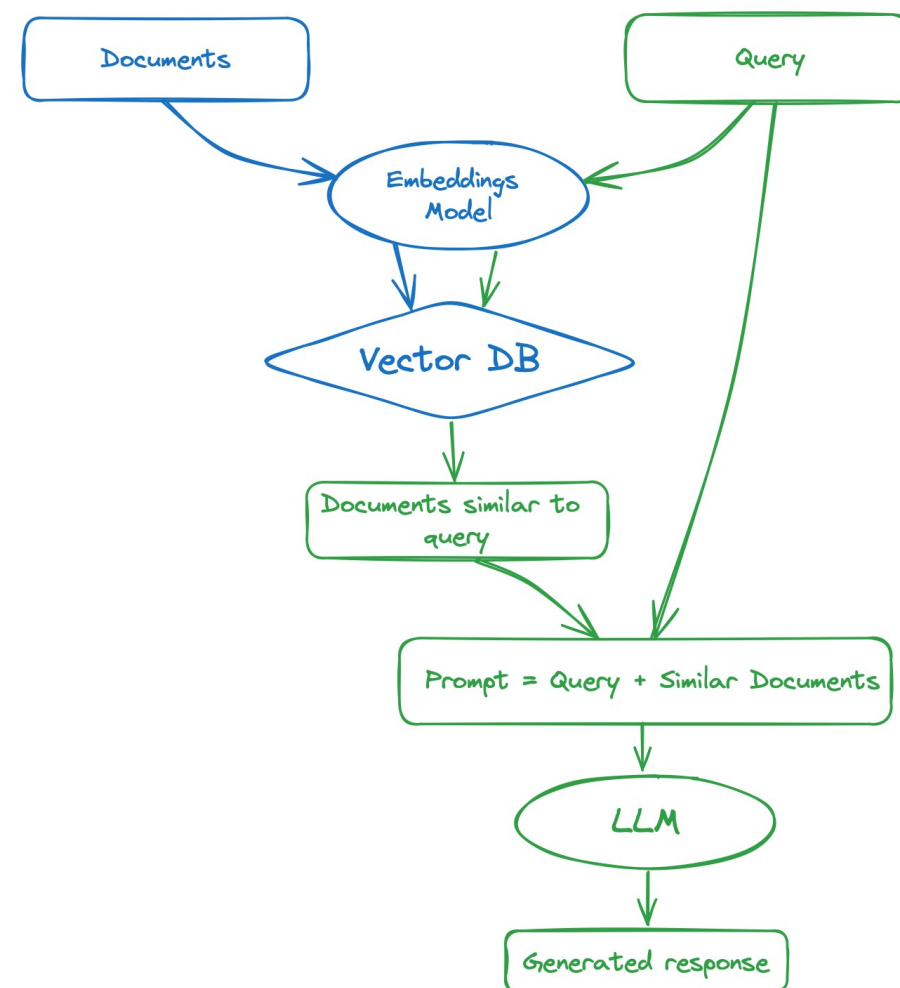 Documents
Query
Embeddings
Model
Vector DB
Documents similar to
query
Prompt = Query + Similar Documents
LLM
Generated response